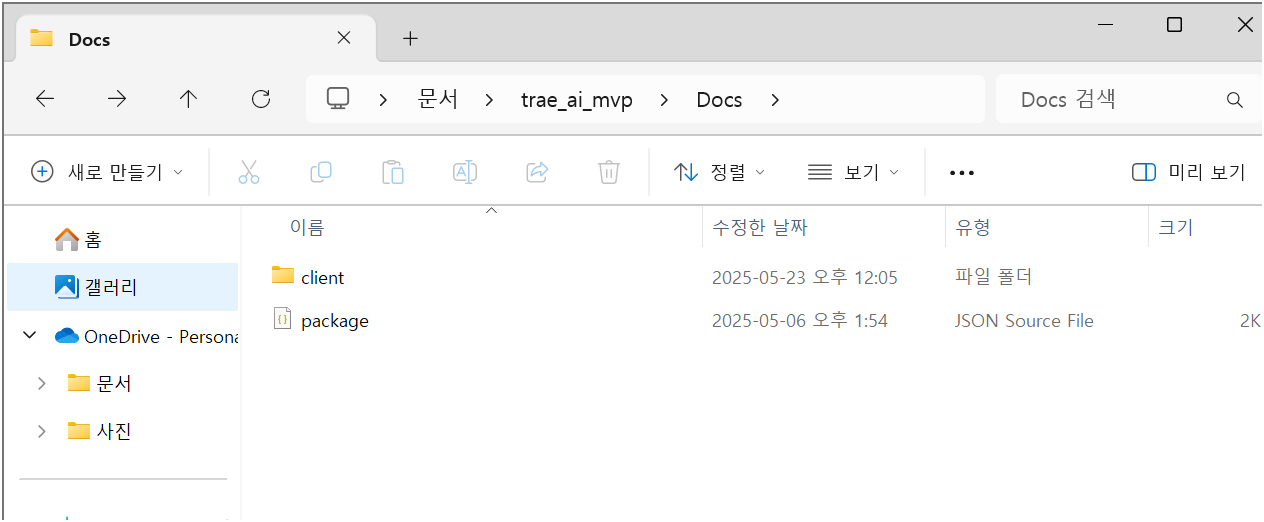 Docs
문서 trae_ai_mvp Docs Docs 검색
새로 만들기 정렬 보기 미리 보기
이름 수정한 날짜 유형 크기
홈
갤러리
OneDrive - Persona
문서
사진
client 2025-05-23 오후 12:05 파일 폴더
package 2025-05-06 오후 1:54 JSON Source File 2K